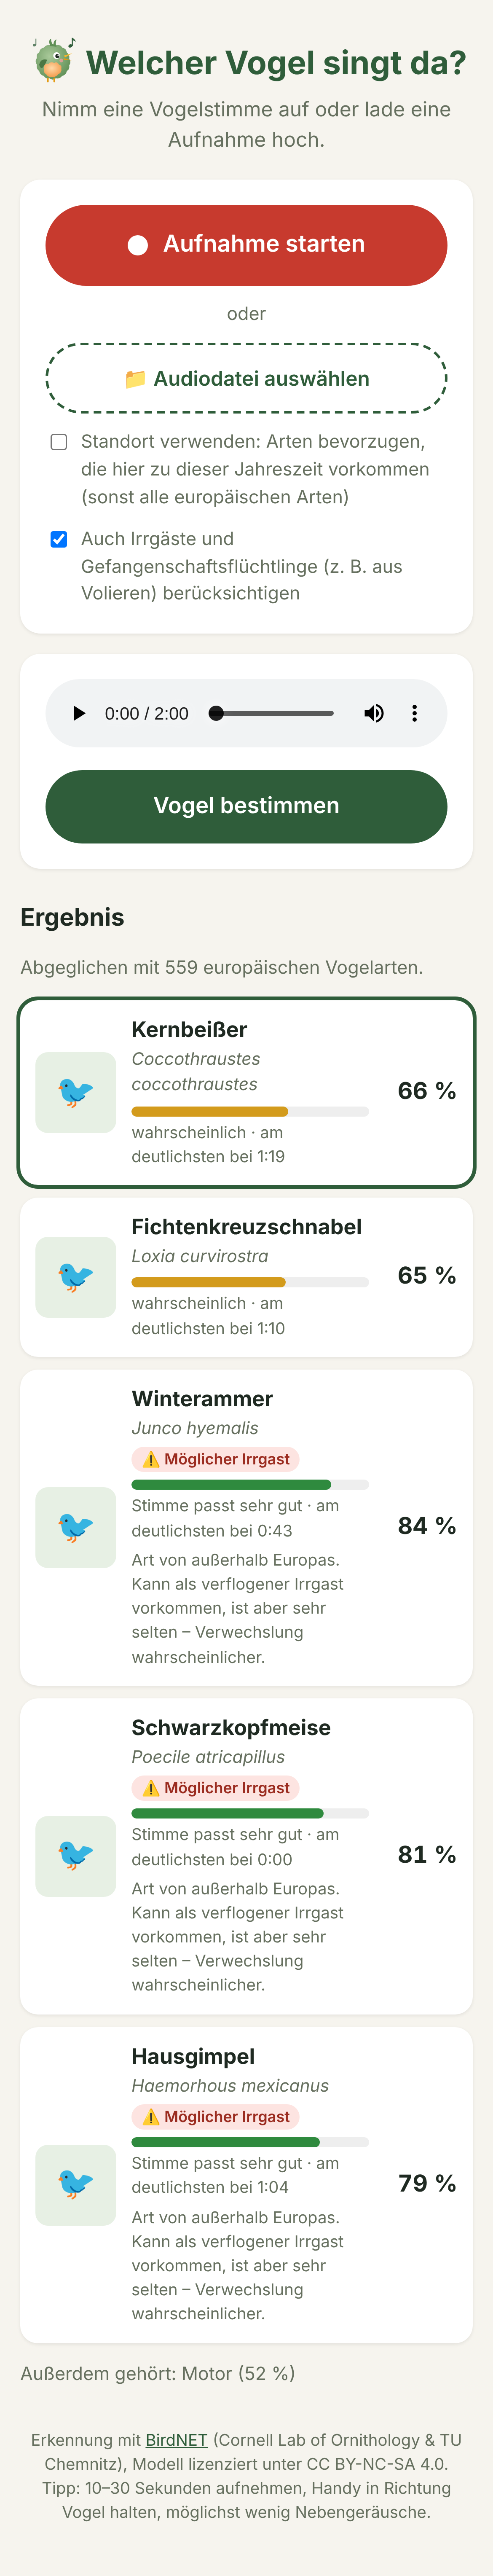 Welcher Vogel singt da?
Nimm eine Vogelstimme auf oder lade eine
Aufnahme hoch.
Aufnahme starten
oder
Audiodatei auswählen
Standort verwenden: Arten bevorzugen,
die hier zu dieser Jahreszeit vorkommen
(sonst alle europäischen Arten)
Auch Irrgäste und
Gefangenschaftsflüchtlinge (z. B. aus
Volieren) berücksichtigen
0:00 / 2:00
Vogel bestimmen
Ergebnis
Abgeglichen mit 559 europäischen Vogelarten.
Kernbeißer
Coccothraustes
coccothraustes
66 %
wahrscheinlich · am
deutlichsten bei 1:19
Fichtenkreuzschnabel
Loxia curvirostra
65 %
wahrscheinlich · am
deutlichsten bei 1:10
Winterammer
Junco hyemalis
⚠️ Möglicher Irrgast
Stimme passt sehr gut · am
84 %
deutlichsten bei 0:43
Art von außerhalb Europas.
Kann als verflogener Irrgast
vorkommen, ist aber sehr
selten – Verwechslung
wahrscheinlicher.
Schwarzkopfmeise
Poecile atricapillus
⚠️ Möglicher Irrgast
Stimme passt sehr gut · am
81 %
deutlichsten bei 0:00
Art von außerhalb Europas.
Kann als verflogener Irrgast
vorkommen, ist aber sehr
selten – Verwechslung
wahrscheinlicher.
Hausgimpel
Haemorhous mexicanus
⚠️ Möglicher Irrgast
Stimme passt sehr gut · am
79 %
deutlichsten bei 1:04
Art von außerhalb Europas.
Kann als verflogener Irrgast
vorkommen, ist aber sehr
selten – Verwechslung
wahrscheinlicher.
Außerdem gehört: Motor (52 %)
Erkennung mit BirdNET (Cornell Lab of Ornithology & TU
Chemnitz), Modell lizenziert unter CC BY-NC-SA 4.0.
Tipp: 10–30 Sekunden aufnehmen, Handy in Richtung
Vogel halten, möglichst wenig Nebengeräusche.